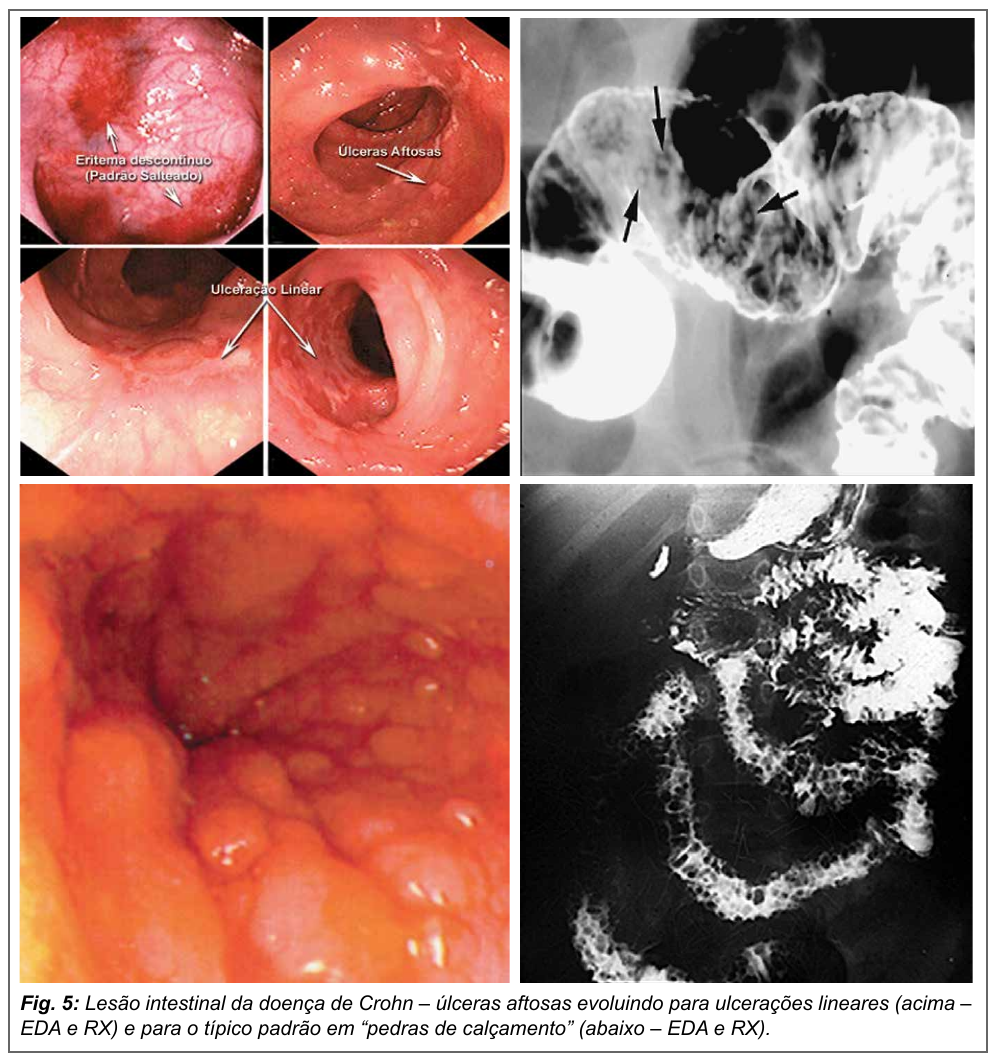 Eritema descontínuo
(Padrão Salteado)
Úlceras Aftosas
Ulceração Linear
Fig. 5: Lesão intestinal da doença de Crohn – úlceras aftosas evoluindo para ulcerações lineares (acima –
EDA e RX) e para o típico padrão em “pedras de calçamento” (abaixo – EDA e RX).